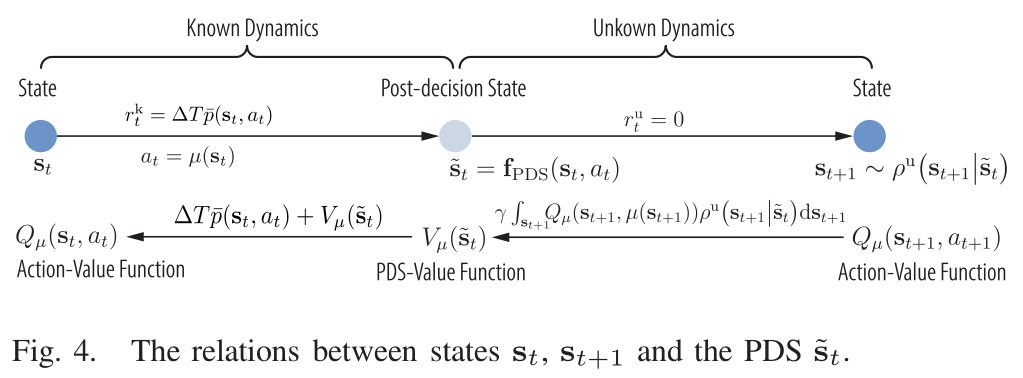 Known Dynamics Unkown Dynamics
State Post-decision State State
r_t^k = ΔT p̄(s_t, a_t) r_t^u = 0
a_t = μ(s_t)
s_t s̃_t = f_PDS(s_t, a_t) s_{t+1} ∼ ρ^u(s_{t+1}|s̃_t)
ΔT p̄(s_t, a_t) + V_μ(s̃_t) γ ∫_{s_{t+1}} Q_μ(s_{t+1}, μ(s_{t+1}))ρ^u(s_{t+1}|s̃_t)ds_{t+1}
Q_μ(s_t, a_t) V_μ(s̃_t) Q_μ(s_{t+1}, a_{t+1})
Action-Value Function PDS-Value Function Action-Value Function
Fig. 4. The relations between states s_t, s_{t+1} and the PDS s̃_t.